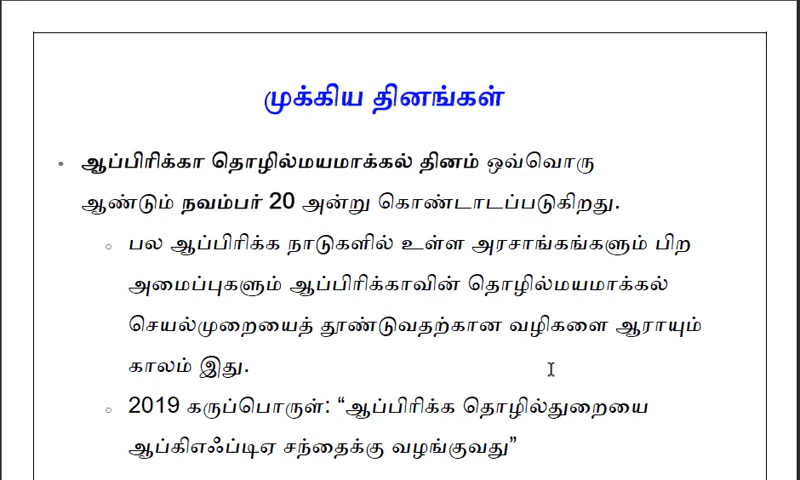 முக்கிய தினங்கள்
• ஆப்பிரிக்கா தொழில்மயமாக்கல் தினம் ஒவ்வொரு
ஆண்டும் நவம்பர் 20 அன்று கொண்டாடப்படுகிறது.
○ பல ஆப்பிரிக்க நாடுகளில் உள்ள அரசாங்கங்களும் பிற
அமைப்புகளும் ஆப்பிரிக்காவின் தொழில்மயமாக்கல்
செயல்முறையைத் தூண்டுவதற்கான வழிகளை ஆராயும்
காலம் இது.
○ 2019 கருப்பொருள்: “ஆப்பிரிக்க தொழில்துறையை
ஆப்கிஎஃப்டிஏ சந்தைக்கு வழங்குவது”